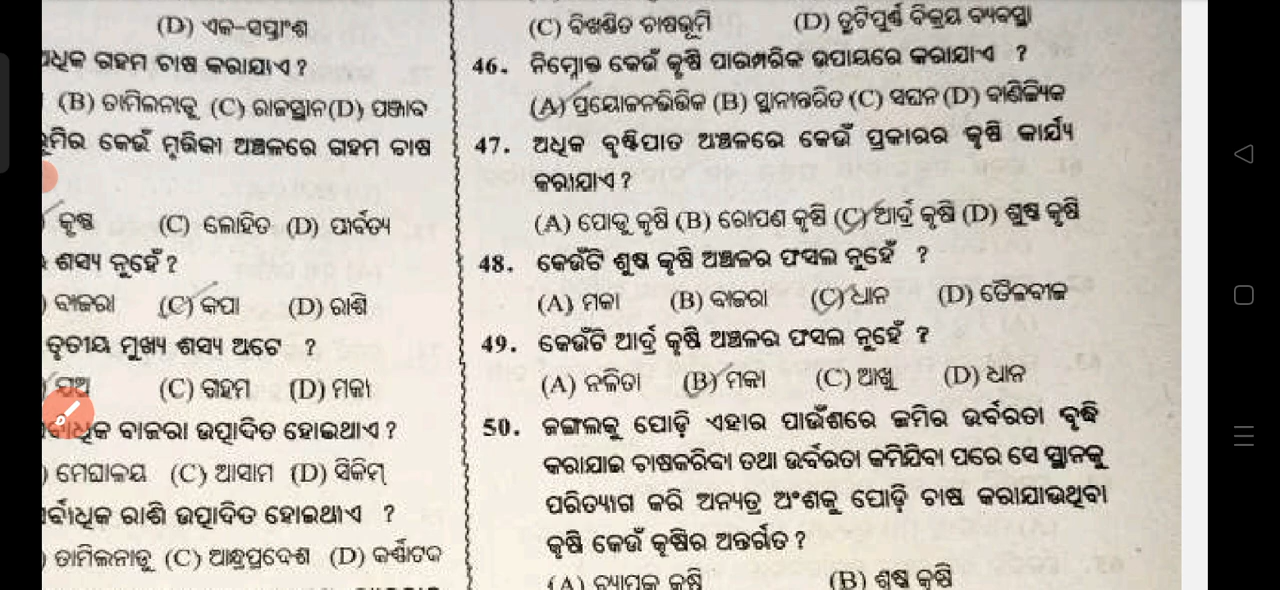 (D) ଏକ-ସପ୍ତାଂଶ
ଅଧିକ ଗହମ ଚାଷ କରାଯାଏ ?
(B) ତାମିଲନାଡୁ (C) ରାଜସ୍ଥାନ (D) ପଞ୍ଜାବ
କେଉଁ ମୃତ୍ତିକା ଅଞ୍ଚଳରେ ଗହମ ଚାଷ
କୃଷ୍ଣ (C) ଲୋହିତ (D) ପାର୍ବତ୍ୟ
ଶସ୍ୟ ନୁହେଁ ?
) ବାଜରା (C) କପା (D) ରାଶି
ତୃତୀୟ ମୁଖ୍ୟ ଶସ୍ୟ ଅଟେ ?
(C) ଗହମ (D) ମକା
ବାଜରା ଉତ୍ପାଦିତ ହୋଇଥାଏ ?
) ମେଘାଳୟ (C) ଆସାମ (D) ସିକିମ୍
ରାଶି ଉତ୍ପାଦିତ ହୋଇଥାଏ ?
) ତାମିଲନାଡୁ (C) ଆନ୍ଧ୍ରପ୍ରଦେଶ (D) କର୍ଣ୍ଣାଟକ
(C) ବିଖଣ୍ଡିତ ଚାଷଭୂମି (D) ତ୍ରୁଟିପୂର୍ଣ୍ଣ ବିକ୍ରୟ ବ୍ୟବସ୍ଥା
46. ନିମ୍ନୋକ୍ତ କେଉଁ କୃଷି ପାରମ୍ପରିକ ଉପାୟରେ କରାଯାଏ ?
(A) ପ୍ରୟୋଜନଭିତ୍ତିକ (B) ସ୍ଥାନାନ୍ତରିତ (C) ସଘନ (D) ବାଣିଜ୍ୟିକ
47. ଅଧିକ ବୃଷ୍ଟିପାତ ଅଞ୍ଚଳରେ କେଉଁ ପ୍ରକାରର କୃଷି କାର୍ଯ୍ୟ
କରାଯାଏ ?
(A) ପୋଡୁ କୃଷି (B) ରୋପଣ କୃଷି (C) ଆର୍ଦ୍ର କୃଷି (D) ଶୁଷ୍କ କୃଷି
48. କେଉଁଟି ଶୁଷ୍କ କୃଷି ଅଞ୍ଚଳର ଫସଲ ନୁହେଁ ?
(A) ମକା (B) ବାଜରା (C) ଧାନ (D) ତୈଳବୀଜ
49. କେଉଁଟି ଆର୍ଦ୍ର କୃଷି ଅଞ୍ଚଳର ଫସଲ ନୁହେଁ ?
(A) ନଳିତା (B) ମକା (C) ଆଖୁ (D) ଧାନ
50. ଜଙ୍ଗଲକୁ ପୋଡ଼ି ଏହାର ପାଉଁଶରେ ଜମିର ଉର୍ବରତା ବୃଦ୍ଧି
କରାଯାଇ ଚାଷକରିବା ତଥା ଉର୍ବରତା କମିଯିବା ପରେ ସେ ସ୍ଥାନକୁ
ପରିତ୍ୟାଗ କରି ଅନ୍ୟତ୍ର ଅଂଶକୁ ପୋଡ଼ି ଚାଷ କରାଯାଉଥିବା
କୃଷି କେଉଁ କୃଷିର ଅନ୍ତର୍ଗତ ?
(A) ବ୍ୟାପକ କୃଷି (B) ଶୁଷ୍କ କୃଷି